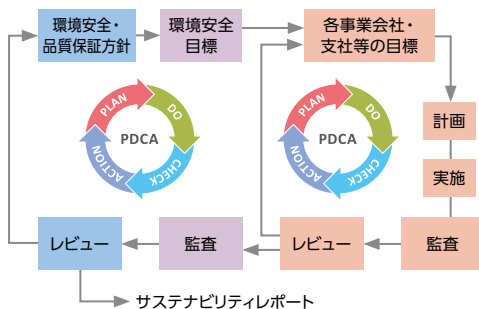 環境安全・
品質保証方針
環境安全
目標
各事業会社・
支社等の目標
PLAN
DO
CHECK
ACTION
PDCA
PLAN
DO
CHECK
ACTION
PDCA
計画
実施
レビュー
監査
レビュー
監査
サステナビリティレポート